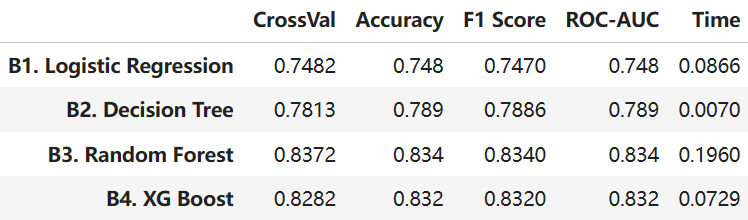 CrossVal Accuracy F1 Score ROC-AUC Time
B1. Logistic Regression 0.7482 0.748 0.7470 0.748 0.0866
B2. Decision Tree 0.7813 0.789 0.7886 0.789 0.0070
B3. Random Forest 0.8372 0.834 0.8340 0.834 0.1960
B4. XG Boost 0.8282 0.832 0.8320 0.832 0.0729